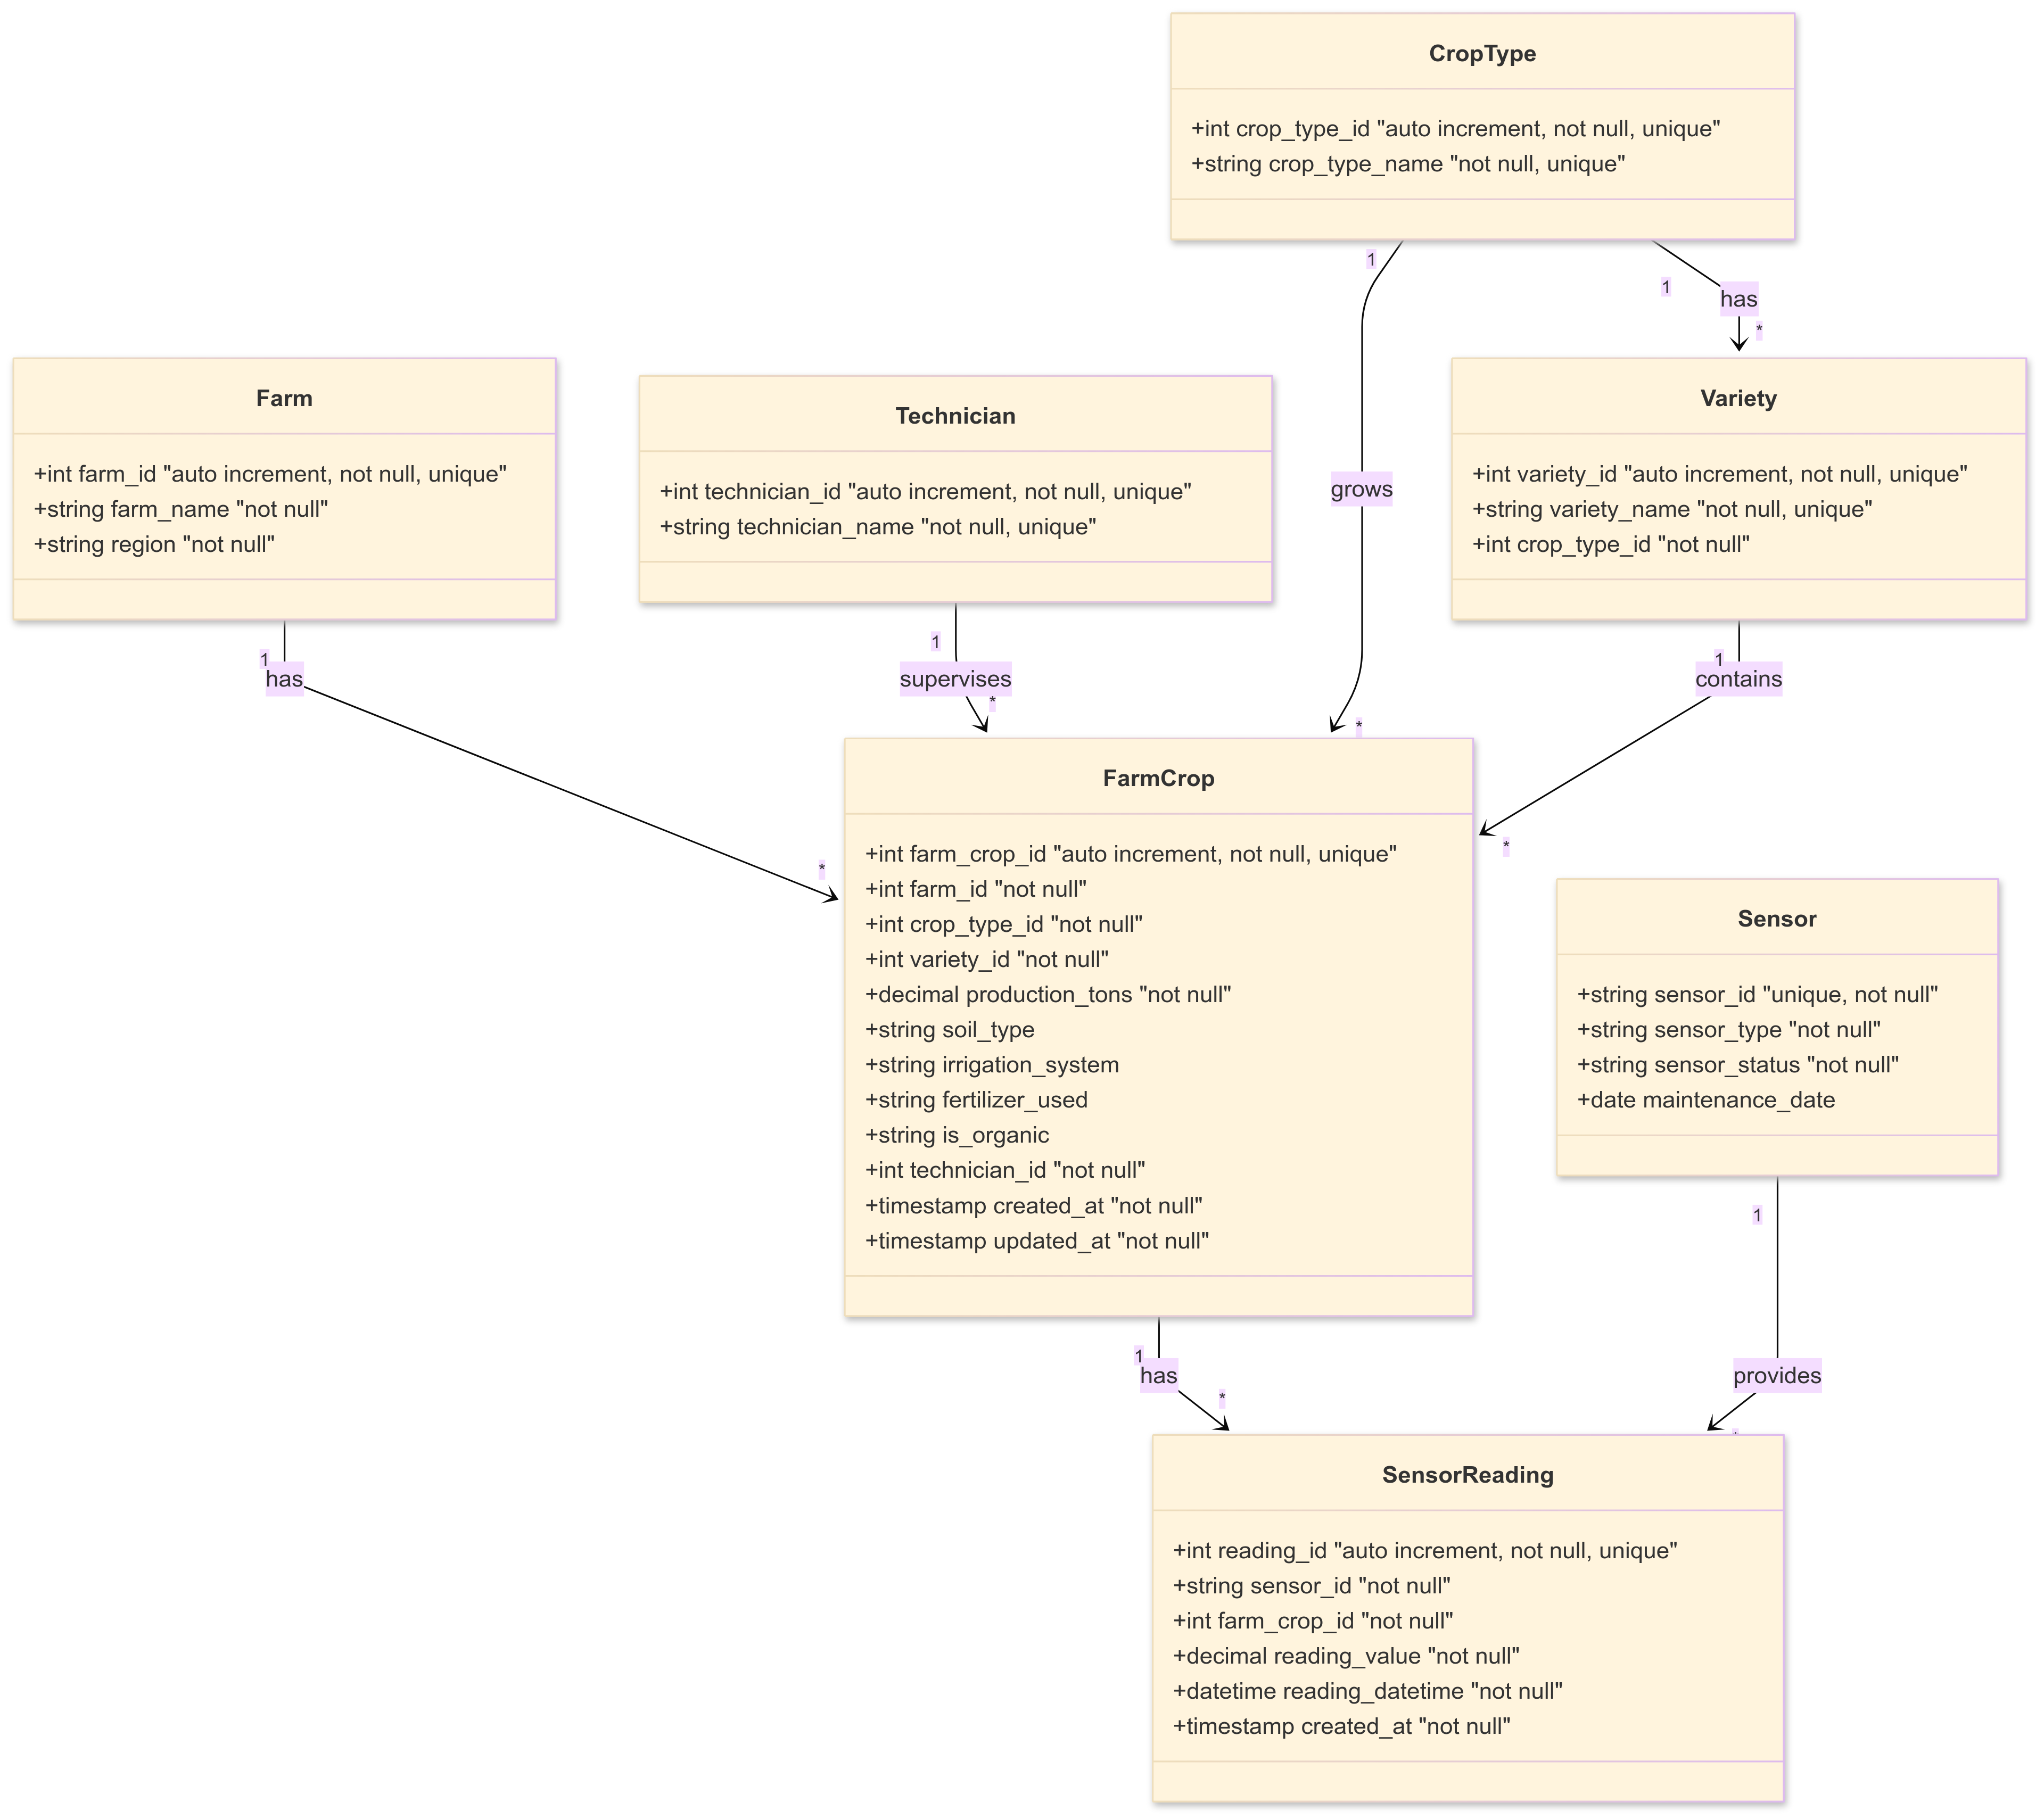 CropType
+int crop_type_id "auto increment, not null, unique"
+string crop_type_name "not null, unique"
1
1
has
*
Farm
+int farm_id "auto increment, not null, unique"
+string farm_name "not null"
+string region "not null"
Technician
+int technician_id "auto increment, not null, unique"
+string technician_name "not null, unique"
grows
Variety
+int variety_id "auto increment, not null, unique"
+string variety_name "not null, unique"
+int crop_type_id "not null"
1
has
1
supervises
*
*
1
contains
*
*
FarmCrop
+int farm_crop_id "auto increment, not null, unique"
+int farm_id "not null"
+int crop_type_id "not null"
+int variety_id "not null"
+decimal production_tons "not null"
+string soil_type
+string irrigation_system
+string fertilizer_used
+string is_organic
+int technician_id "not null"
+timestamp created_at "not null"
+timestamp updated_at "not null"
Sensor
+string sensor_id "unique, not null"
+string sensor_type "not null"
+string sensor_status "not null"
+date maintenance_date
1
has
*
1
provides
*
SensorReading
+int reading_id "auto increment, not null, unique"
+string sensor_id "not null"
+int farm_crop_id "not null"
+decimal reading_value "not null"
+datetime reading_datetime "not null"
+timestamp created_at "not null"